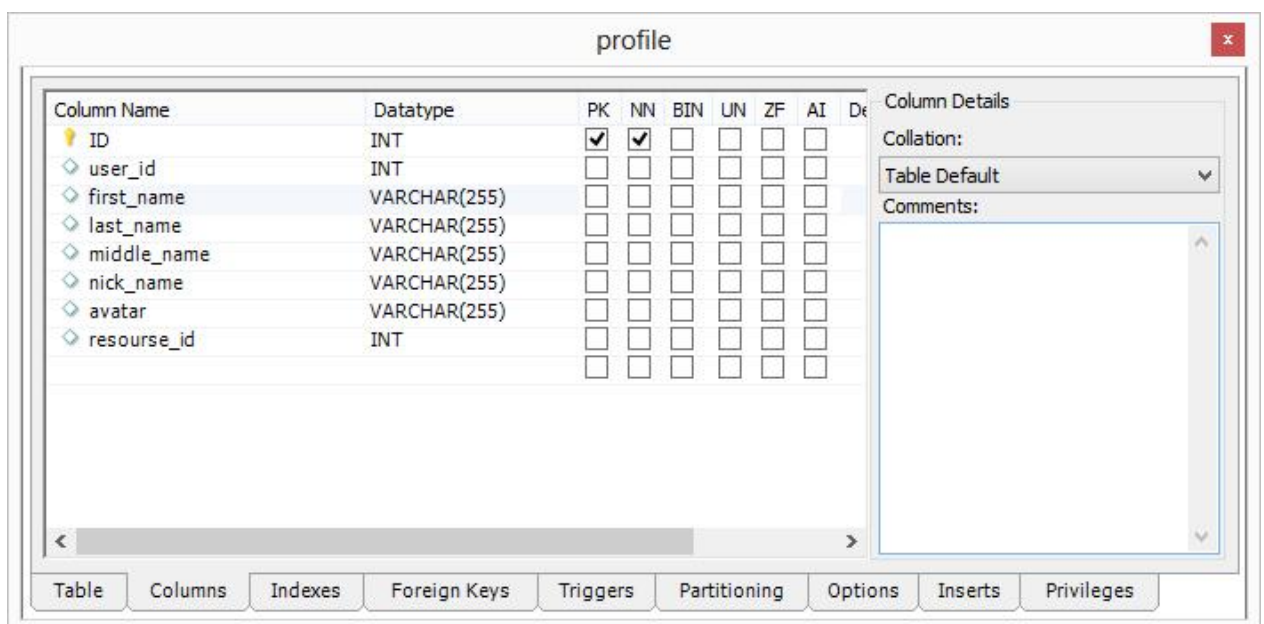 profile
x
Column Name Datatype PK NN BIN UN ZF AI De
ID INT
user_id INT
first_name VARCHAR(255)
last_name VARCHAR(255)
middle_name VARCHAR(255)
nick_name VARCHAR(255)
avatar VARCHAR(255)
resourse_id INT
Column Details
Collation:
Table Default
Comments:
Table Columns Indexes Foreign Keys Triggers Partitioning Options Inserts Privileges